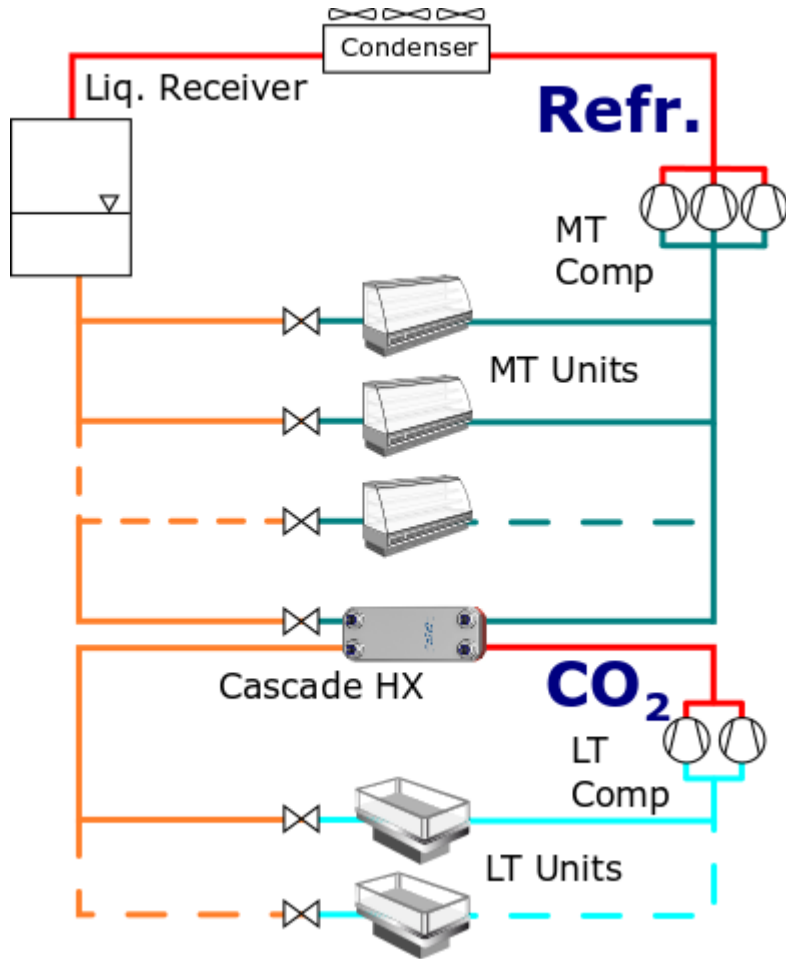 Condenser
Liq. Receiver
Refr.
MT
Comp
MT Units
Cascade HX
CO₂
LT
Comp
LT Units